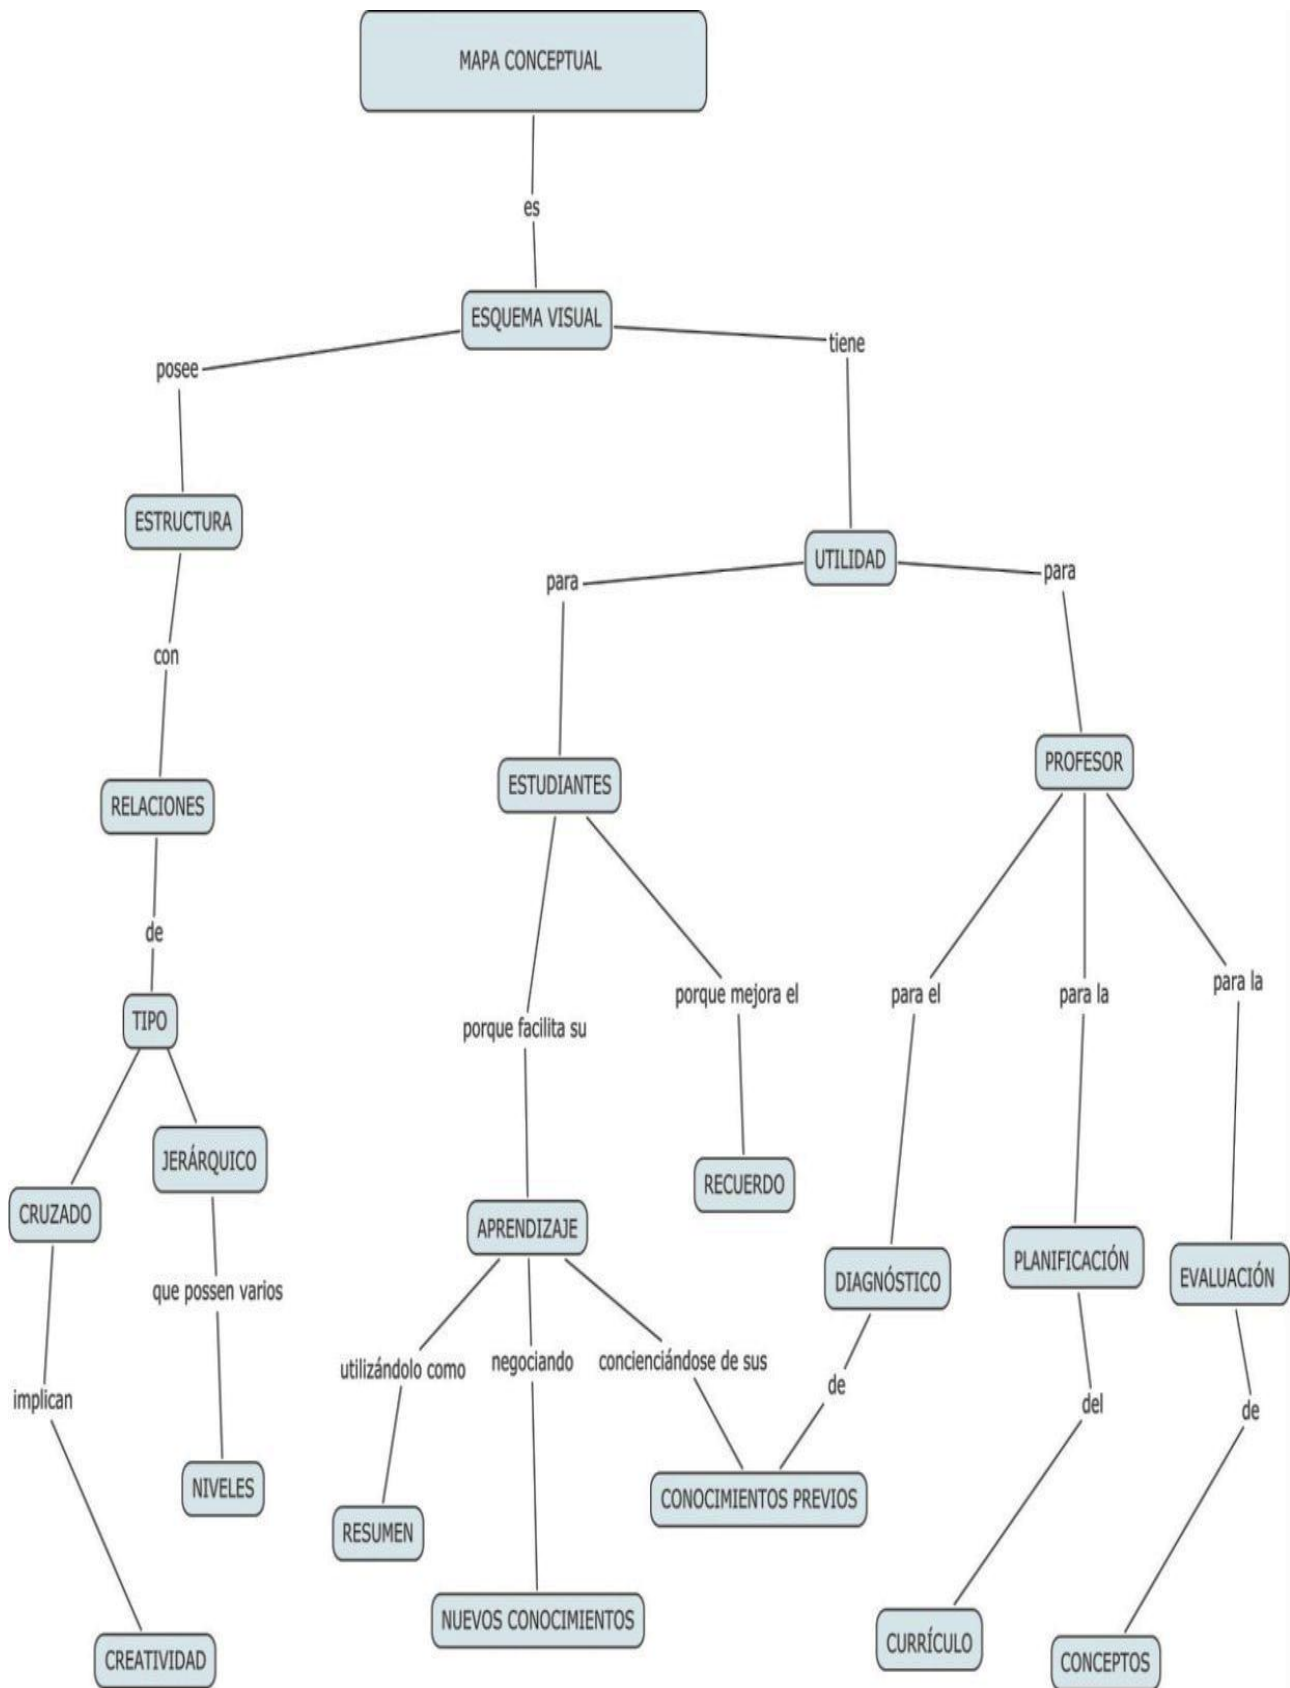 MAPA CONCEPTUAL
es
ESQUEMA VISUAL
posee
tiene
ESTRUCTURA
UTILIDAD
para
para
con
PROFESOR
ESTUDIANTES
RELACIONES
de
porque mejora el
para el
para la
para la
TIPO
porque facilita su
JERÁRQUICO
RECUERDO
CRUZADO
APRENDIZAJE
PLANIFICACIÓN
DIAGNÓSTICO
EVALUACIÓN
que possen varios
utilizándolo como
negociando
concienciándose de sus
de
implican
del
de
NIVELES
CONOCIMIENTOS PREVIOS
RESUMEN
NUEVOS CONOCIMIENTOS
CURRÍCULO
CREATIVIDAD
CONCEPTOS